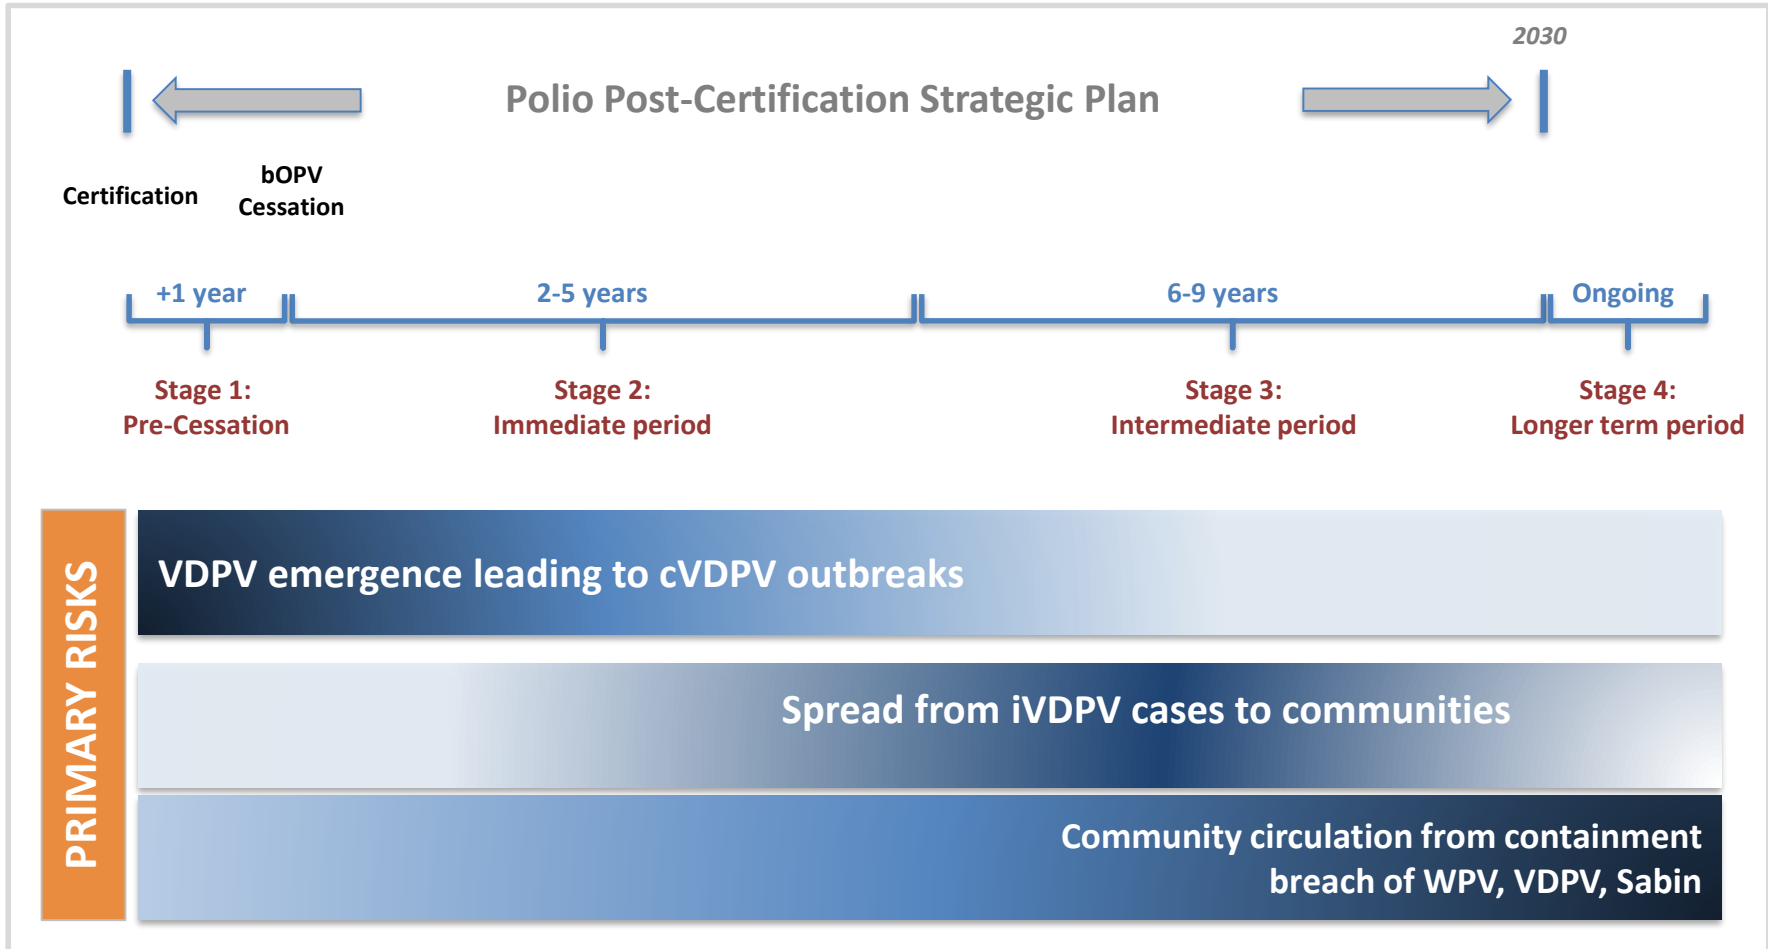 2030
Polio Post-Certification Strategic Plan
Certification
bOPV
Cessation
+1 year
2-5 years
6-9 years
Ongoing
Stage 1:
Pre-Cessation
Stage 2:
Immediate period
Stage 3:
Intermediate period
Stage 4:
Longer term period
PRIMARY RISKS
VDPV emergence leading to cVDPV outbreaks
Spread from iVDPV cases to communities
Community circulation from containment
breach of WPV, VDPV, Sabin